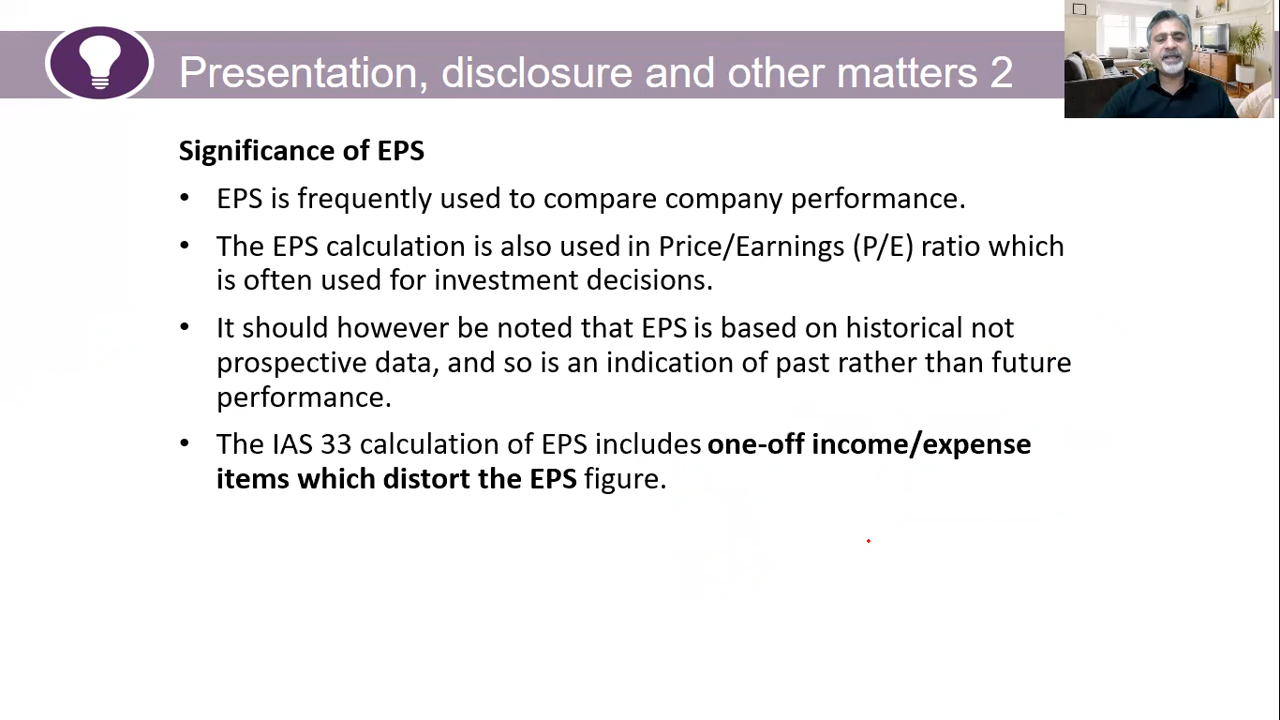 Presentation, disclosure and other matters 2
Significance of EPS
• EPS is frequently used to compare company performance.
• The EPS calculation is also used in Price/Earnings (P/E) ratio which
is often used for investment decisions.
• It should however be noted that EPS is based on historical not
prospective data, and so is an indication of past rather than future
performance.
• The IAS 33 calculation of EPS includes one-off income/expense
items which distort the EPS figure.